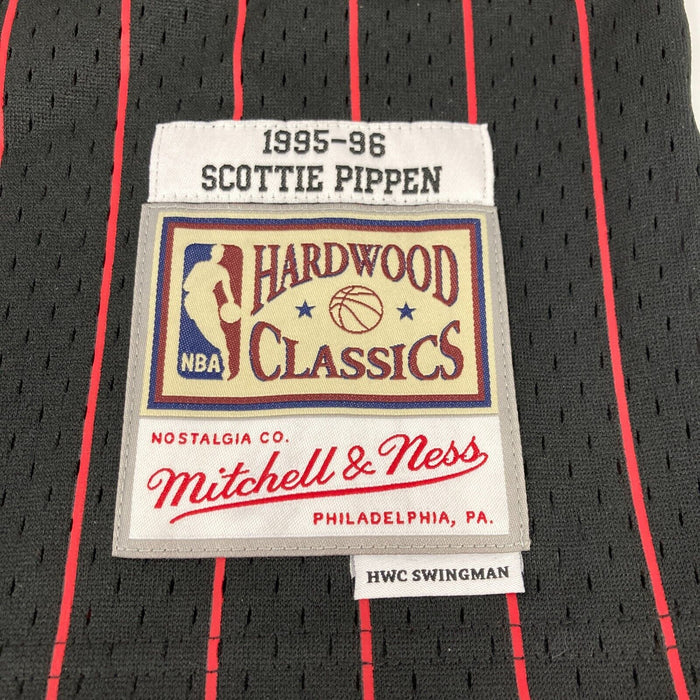 1995-96
SCOTTIE PIPPEN
HARDWOOD
NBA
CLASSICS
NOSTALGIA CO.
Mitchell & Ness
PHILADELPHIA, PA.
HWC SWINGMAN